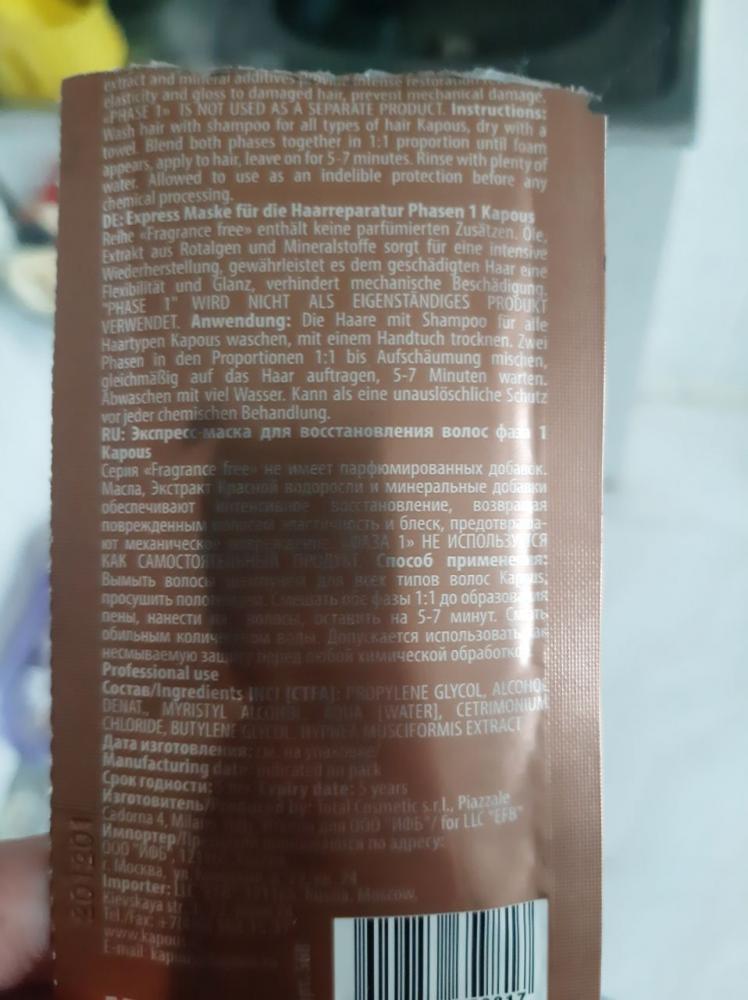 extract and mineral additives intense
elasticity and gloss to damaged hair, prevent mechanical damage.
«PHASE 1» IS NOT USED AS A SEPARATE PRODUCT. Instructions:
Wash hair with shampoo for all types of hair Kapous, dry with a
towel. Blend both phases together in 1:1 proportion until foam
appears, apply to hair, leave on for 5-7 minutes. Rinse with plenty of
water. Allowed to use as an indelible protection before any
chemical processing.
DE: Express Maske für die Haarreparatur Phasen 1 Kapous
Reihe «Fragrance free» enthält keine parfümierten Zusätzen. Öle,
Extrakt aus Rotalgen und Mineralstoffe sorgt für eine intensive
Wiederherstellung, gewährleistet es dem geschädigten Haar eine
Flexibilität und Glanz, verhindert mechanische Beschädigung.
"PHASE 1" WIRD NICHT ALS EIGENSTÄNDIGES PRODUKT
VERWENDET. Anwendung: Die Haare mit Shampoo für alle
Haartypen Kapous waschen, mit einem Handtuch trocknen. Zwei
Phasen in den Proportionen 1:1 bis Aufschäumung mischen,
gleichmäßig auf das Haar auftragen, 5-7 Minuten warten.
Abwaschen mit viel Wasser. Kann als eine unauslöschliche Schutz
vor jeder chemischen Behandlung.
RU: Экспресс-маска для восстановления волос фаза 1
Kapous
Серия «Fragrance free» не имеет парфюмированных добавок.
Масла, Экстракт Красной водоросли и минеральные добавки
обеспечивают интенсивное восстановление, возвращая
поврежденным волосам эластичность и блеск, предотвраща-
ют механическое повреждение. «ФАЗА 1» НЕ ИСПОЛЬЗУЕТСЯ
КАК САМОСТОЯТЕЛЬНЫЙ ПРОДУКТ. Способ применения:
Вымыть волосы шампунем для всех типов волос Kapous,
просушить полотенцем. Смешать обе фазы 1:1 до образования
пены, нанести на волосы, оставить на 5-7 минут. Смыть
обильным количеством воды. Допускается использовать как
несмываемую защиту перед любой химической обработкой.
Professional use
Состав/Ingredients INCI [CTFA]: PROPYLENE GLYCOL, ALCOHOL
DENAT., MYRISTYL ALCOHOL, AQUA [WATER], CETRIMONIUM
CHLORIDE, BUTYLENE GLYCOL, HYPNEA MUSCIFORMIS EXTRACT
Дата изготовления: см. на упаковке/
Manufacturing date: indicated on pack
Срок годности: Expiry date: 5 years
Изготовитель/Produced by: Total Cosmetic s.r.l., Piazzale
Cadorna 4, для ООО "ИФБ"/ for LLC "EFB"
Импортер/ по адресу:
ООО "ИФБ",
г. Москва, ул.
Importer: Russia, Moscow,
Kievskaya str
Tel./Fax:
www.kapou
E-mail: